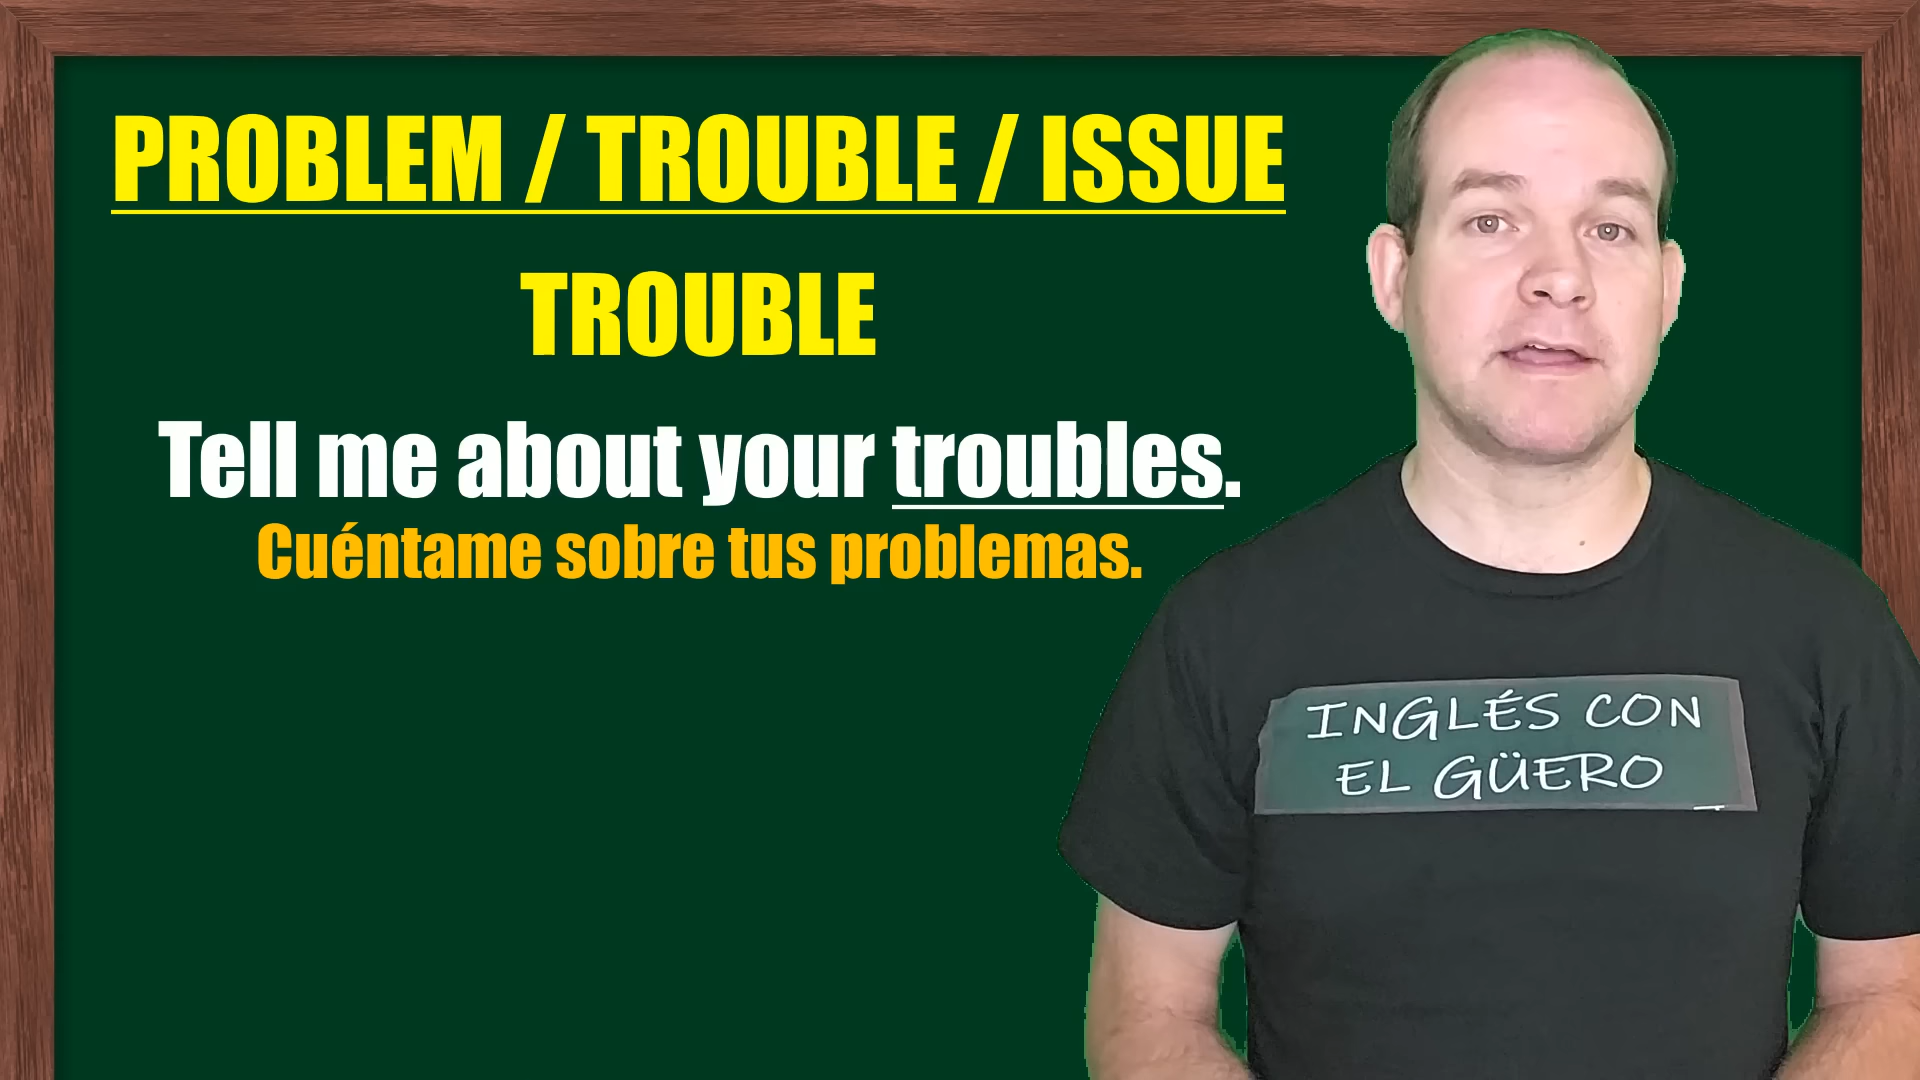 PROBLEM / TROUBLE / ISSUE
TROUBLE
Tell me about your troubles.
Cuéntame sobre tus problemas.
INGLÉS CON
EL GÜERO